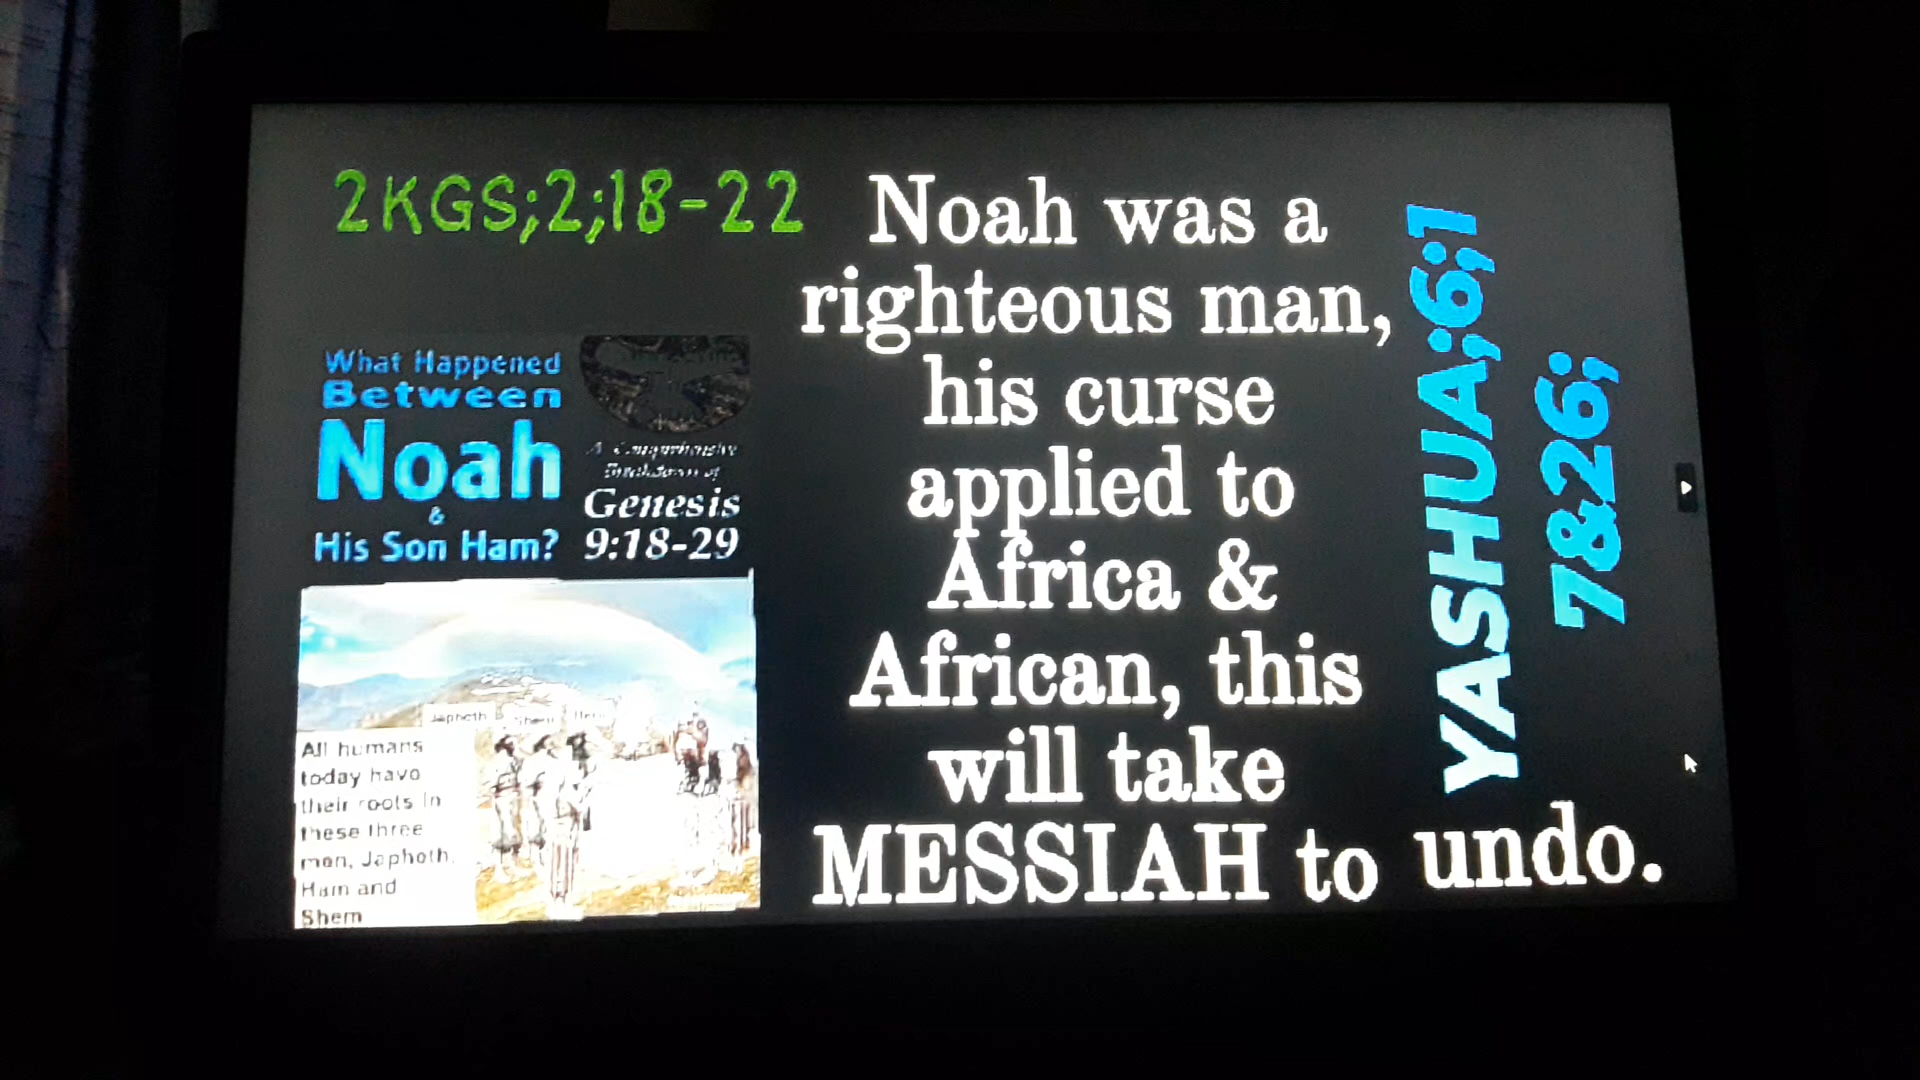 2KGS;2;18-22
What Happened
Between
Noah
&
His Son Ham?
Genesis
9:18-29
Japheth
Shem
All humans
today have
their roots in
these three
men, Japhoth,
Ham and
Shem
Noah was a
righteous man,
his curse
applied to
Africa &
African, this
will take
MESSIAH to undo.
YASHUA;6;1
7&26;